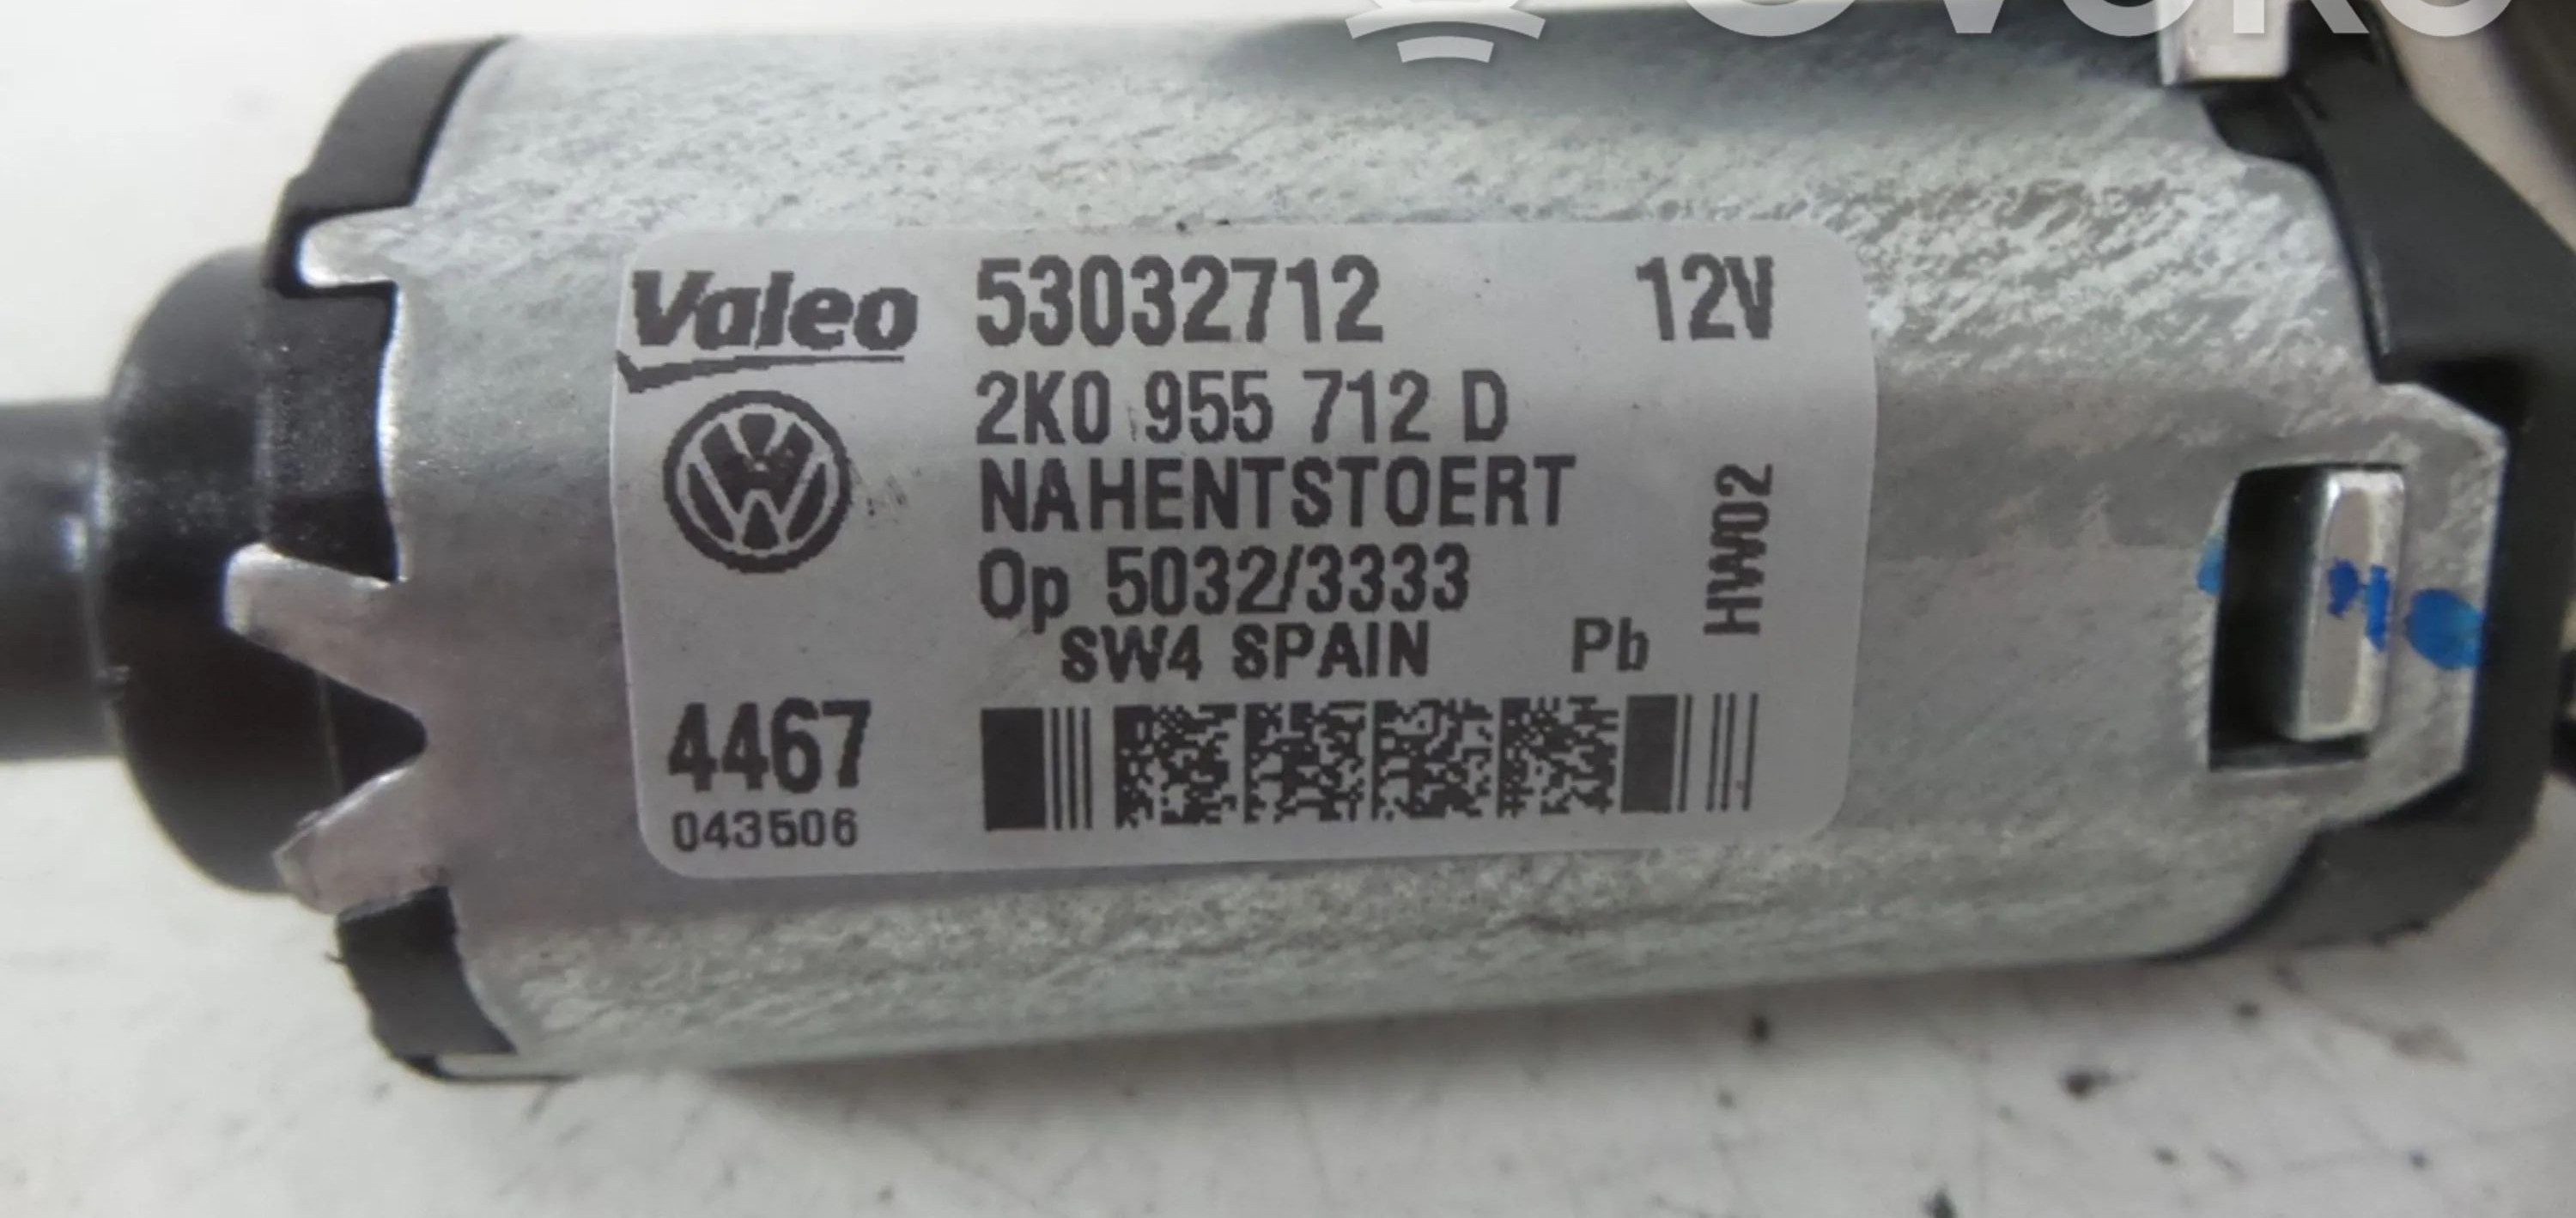 Valeo 53032712 12V
2K0 955 712 D
NAHENTSTOERT
Op 5032/3333
SW4 SPAIN Pb
HW02
4467
043506